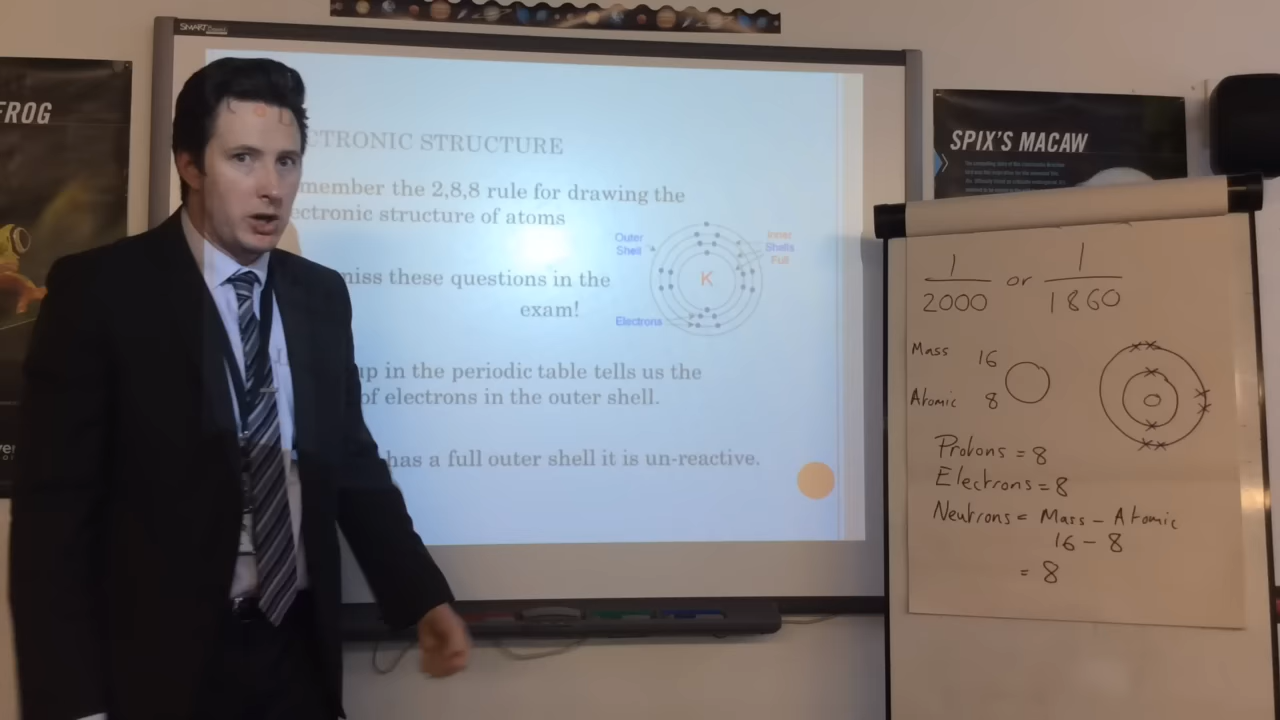 SMART
FROG
CTRONIC STRUCTURE
member the 2,8,8 rule for drawing the
ectronic structure of atoms
Outer
Shell
Inner
Shells
Full
K
niss these questions in the
exam!
Electrons
up in the periodic table tells us the
of electrons in the outer shell.
has a full outer shell it is un-reactive.
SPIX'S MACAW
1
2000
or
1
1860
Mass 16
Atomic 8
Protons = 8
Electrons = 8
Neutrons = Mass - Atomic
16 - 8
= 8